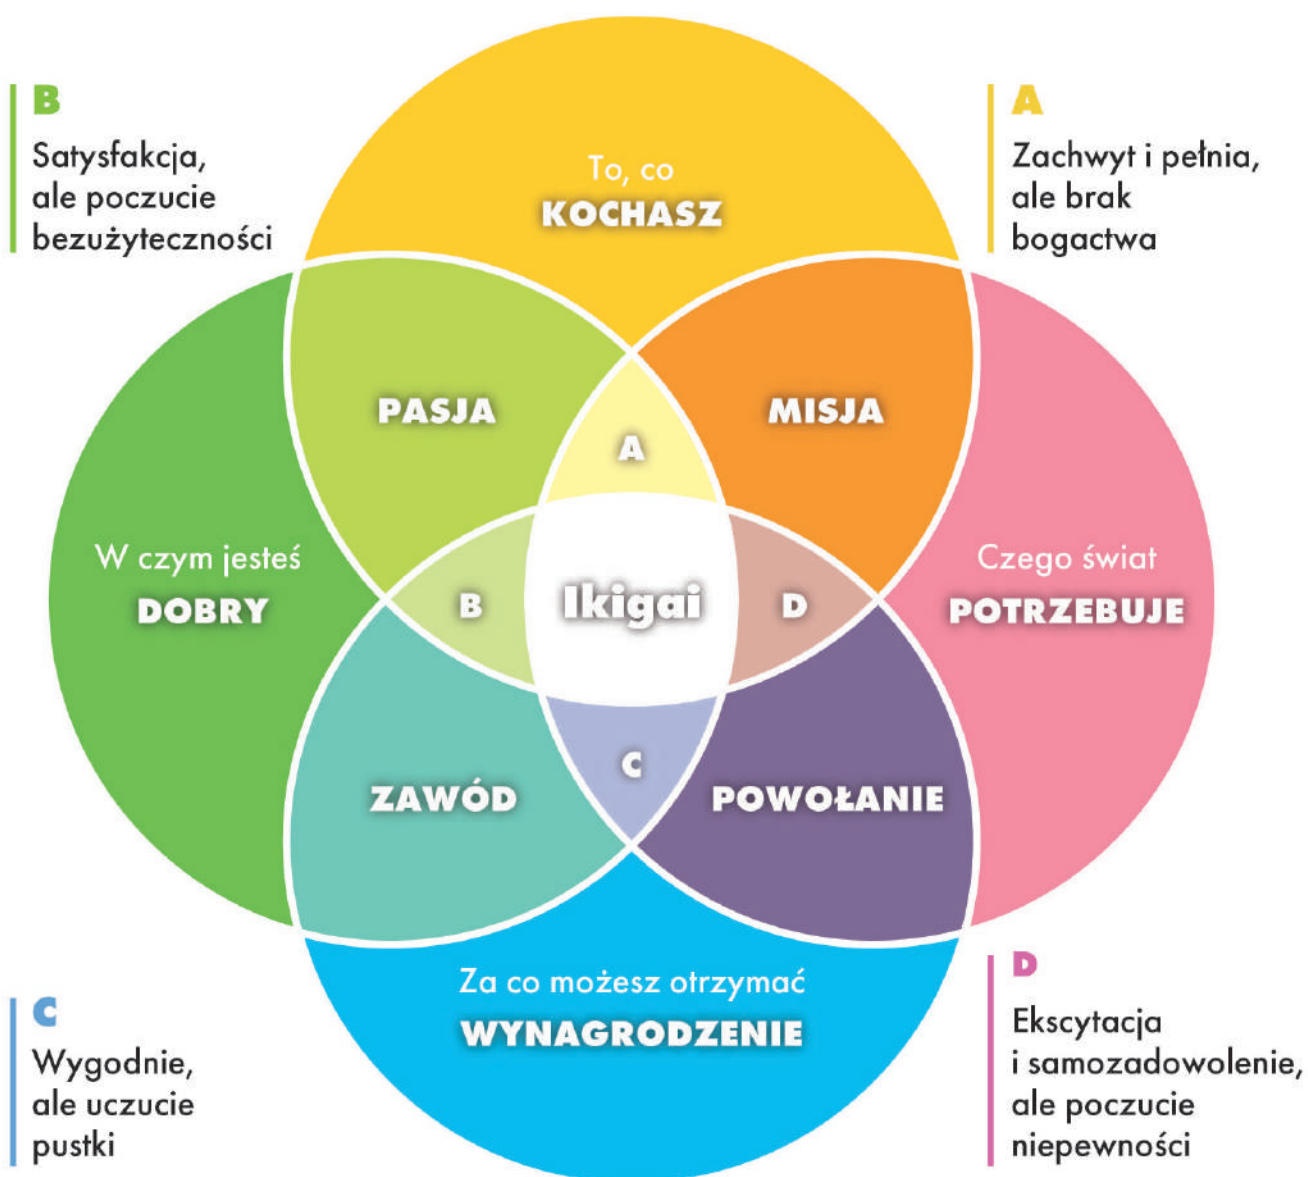 B
Satysfakcja,
ale poczucie
bezużyteczności
A
Zachwyt i pełnia,
ale brak
bogactwa
To, co
KOCHASZ
PASJA
MISJA
A
W czym jesteś
DOBRY
B
Ikigai
D
Czego świat
POTRZEBUJE
C
ZAWÓD
POWOŁANIE
Za co możesz otrzymać
WYNAGRODZENIE
C
Wygodnie,
ale uczucie
pustki
D
Ekscytacja
i samozadowolenie,
ale poczucie
niepewności